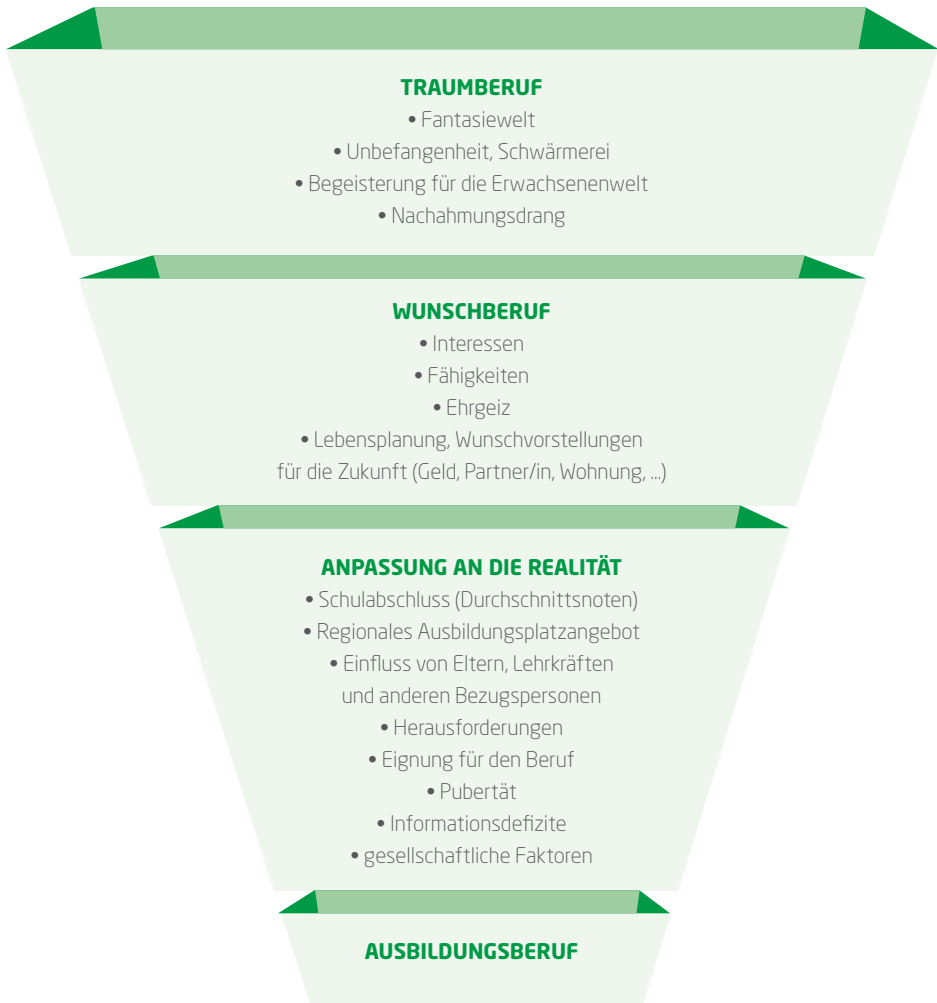 TRAUMBERUF
• Fantasiewelt
• Unbefangenheit, Schwärmerei
• Begeisterung für die Erwachsenenwelt
• Nachahmungsdrang
WUNSCHBERUF
• Interessen
• Fähigkeiten
• Ehrgeiz
• Lebensplanung, Wunschvorstellungen
für die Zukunft (Geld, Partner/in, Wohnung, ...)
ANPASSUNG AN DIE REALITÄT
• Schulabschluss (Durchschnittsnoten)
• Regionales Ausbildungsplatzangebot
• Einfluss von Eltern, Lehrkräften
und anderen Bezugspersonen
• Herausforderungen
• Eignung für den Beruf
• Pubertät
• Informationsdefizite
• gesellschaftliche Faktoren
AUSBILDUNGSBERUF